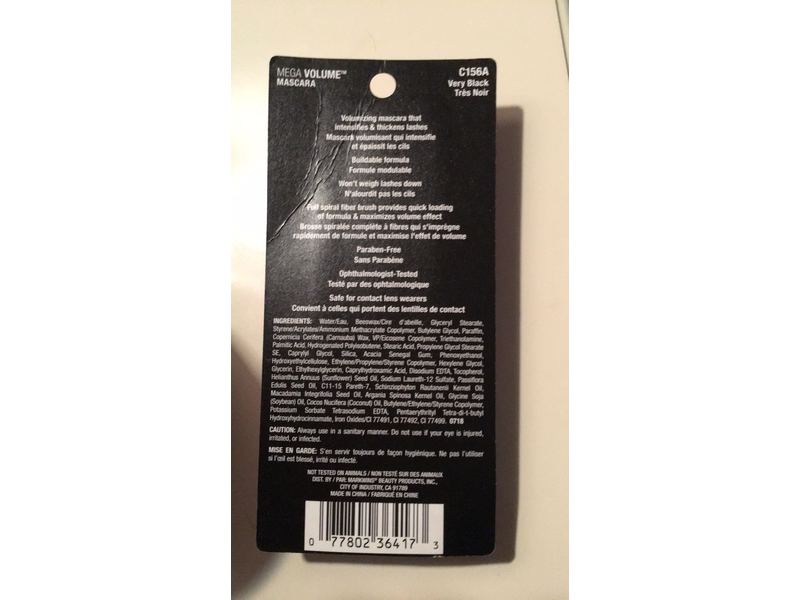 MEGA VOLUME™
MASCARA
C156A
Very Black
Très Noir
Volumizing mascara that
intensifies & thickens lashes
Mascara volumisant qui intensifie
et épaissit les cils
Buildable formula
Formule modulable
Won't weigh lashes down
N'alourdit pas les cils
Full spiral fiber brush provides quick loading
of formula & maximizes volume effect
Brosse spiralée complète à fibres qui s'imprègne
rapidement de formule et maximise l'effet de volume
Paraben-Free
Sans Parabène
Ophthalmologist-Tested
Testé par des ophtalmologique
Safe for contact lens wearers
Convient à celles qui portent des lentilles de contact
INGREDIENTS: Water/Eau, Beeswax/Cire d'abeille, Glyceryl Stearate,
Styrene/Acrylates/Ammonium Methacrylate Copolymer, Butylene Glycol, Paraffin,
Copernicia Cerifera (Carnauba) Wax, VP/Eicosene Copolymer, Triethanolamine,
Palmitic Acid, Hydrogenated Polyisobutene, Stearic Acid, Propylene Glycol Stearate
SE, Caprylyl Glycol, Silica, Acacia Senegal Gum, Phenoxyethanol,
Hydroxyethylcellulose, Ethylene/Propylene/Styrene Copolymer, Hexylene Glycol,
Glycerin, Ethylhexylglycerin, Caprylhydroxamic Acid, Disodium EDTA, Tocopherol,
Helianthus Annuus (Sunflower) Seed Oil, Sodium Laureth-12 Sulfate, Passiflora
Edulis Seed Oil, C11-15 Pareth-7, Schinziophyton Rautanenii Kernel Oil,
Macadamia Integrifolia Seed Oil, Argania Spinosa Kernel Oil, Glycine Soja
(Soybean) Oil, Cocos Nucifera (Coconut) Oil, Butylene/Ethylene/Styrene Copolymer,
Potassium Sorbate Tetrasodium EDTA, Pentaerythrityl Tetra-di-t-butyl
Hydroxyhydrocinnamate, Iron Oxides/CI 77491, CI 77492, CI 77499. 0718
CAUTION: Always use in a sanitary manner. Do not use if your eye is injured,
irritated, or infected.
MISE EN GARDE: S'en servir toujours de façon hygiénique. Ne pas l'utiliser
si l'œil est blessé, irrité ou infecté.
NOT TESTED ON ANIMALS / NON TESTÉ SUR DES ANIMAUX
DIST. BY / PAR: MARKWINS® BEAUTY PRODUCTS, INC.,
CITY OF INDUSTRY, CA 91789
MADE IN CHINA / FABRIQUÉ EN CHINE
0 77802 36417 3